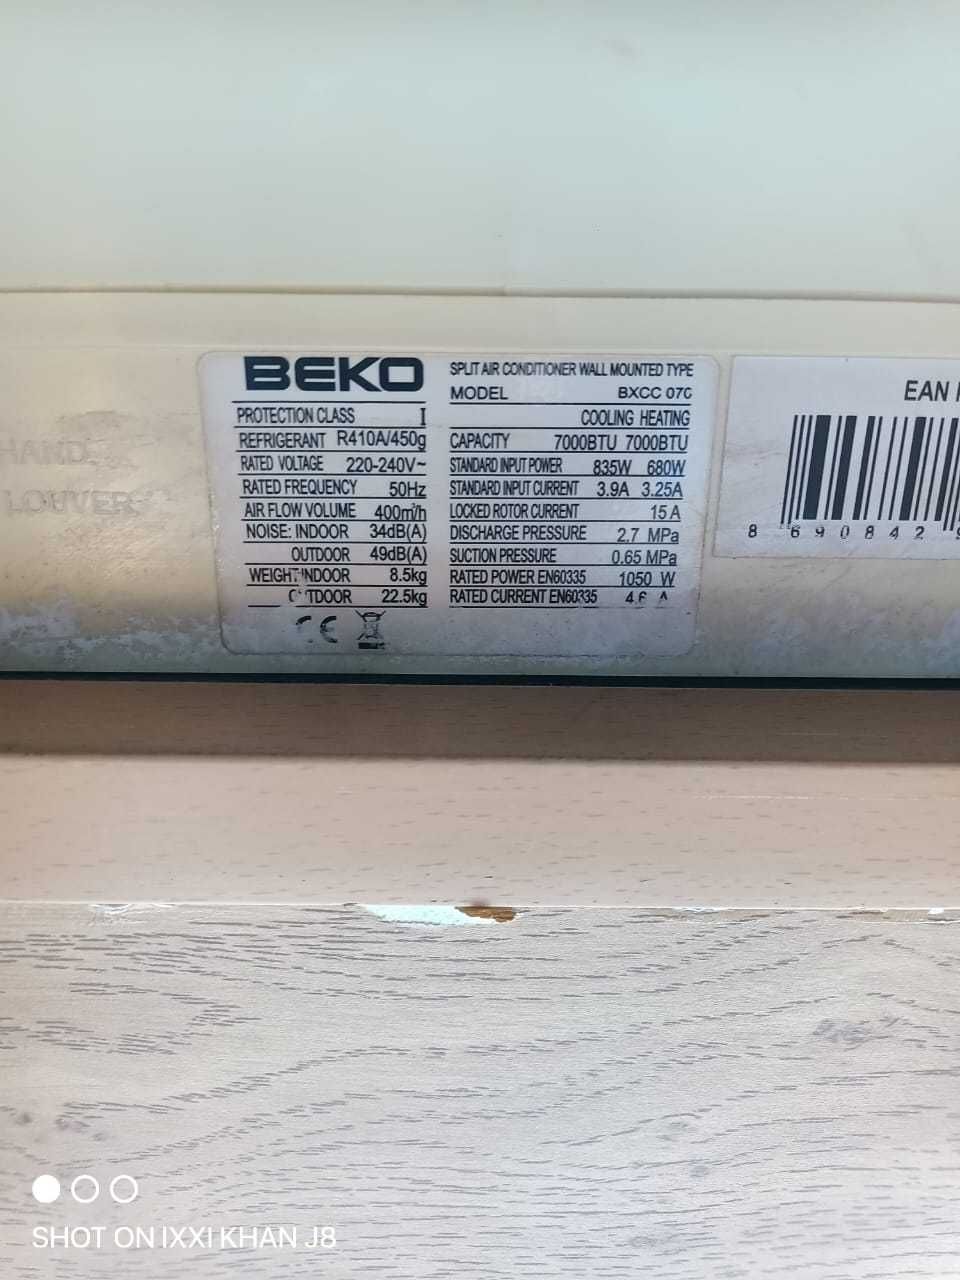 BEKO
PROTECTION CLASS I
REFRIGERANT R410A/450g
RATED VOLTAGE 220-240V~
RATED FREQUENCY 50Hz
AIR FLOW VOLUME 400m³/h
NOISE: INDOOR 34dB(A)
OUTDOOR 49dB(A)
WEIGHT:INDOOR 8.5kg
OUTDOOR 22.5kg
CE
SPLIT AIR CONDITIONER WALL MOUNTED TYPE
MODEL BXCC 070
COOLING HEATING
CAPACITY 7000BTU 7000BTU
STANDARD INPUT POWER 835W 680W
STANDARD INPUT CURRENT 3.9A 3.25A
LOCKED ROTOR CURRENT 15 A
DISCHARGE PRESSURE 2.7 MPa
SUCTION PRESSURE 0.65 MPa
RATED POWER EN60335 1050 W
RATED CURRENT EN60335 4.6 A
EAN
8 690842
HAND
LOUVER
SHOT ON IXXI KHAN J8